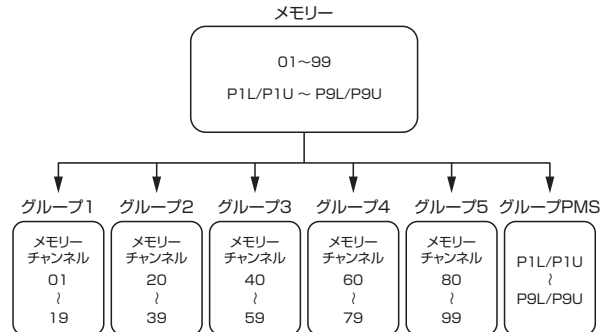 メモリー
01～99
P1L/P1U ～ P9L/P9U
グループ1
グループ2
グループ3
グループ4
グループ5
グループPMS
メモリー
チャンネル
01
～
19
メモリー
チャンネル
20
～
39
メモリー
チャンネル
40
～
59
メモリー
チャンネル
60
～
79
メモリー
チャンネル
80
～
99
P1L/P1U
～
P9L/P9U